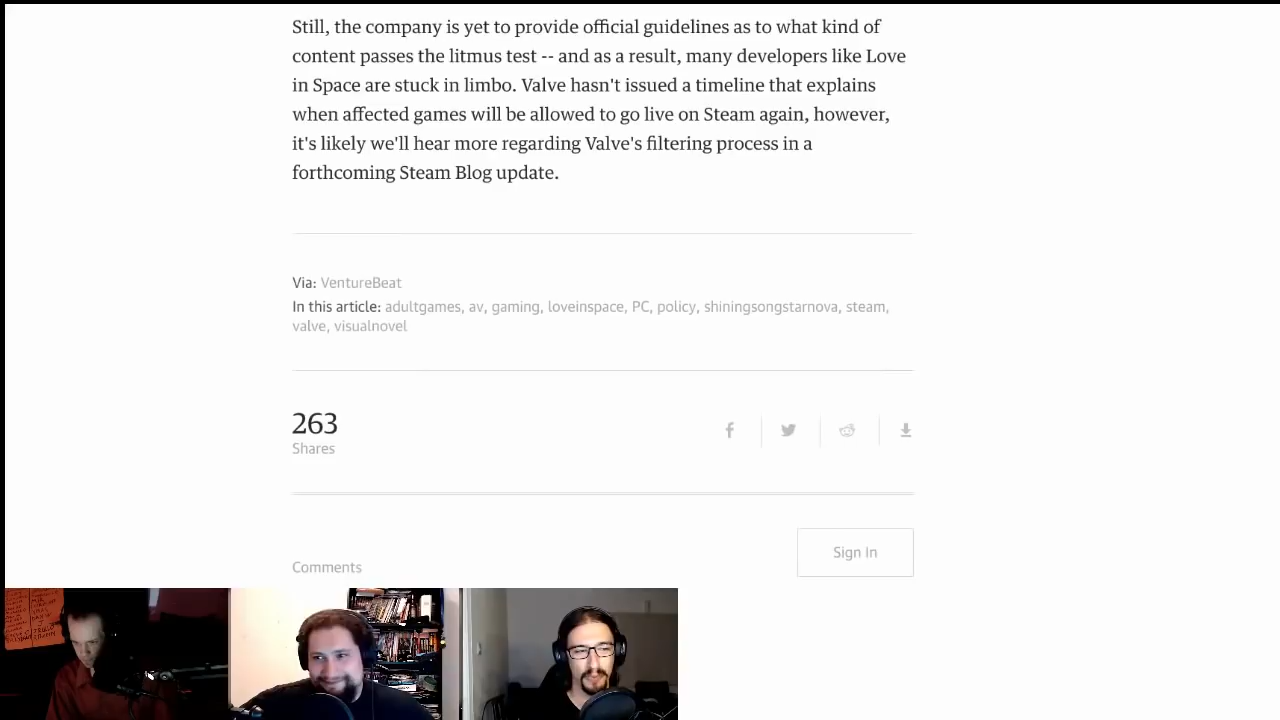 Still, the company is yet to provide official guidelines as to what kind of
content passes the litmus test -- and as a result, many developers like Love
in Space are stuck in limbo. Valve hasn't issued a timeline that explains
when affected games will be allowed to go live on Steam again, however,
it's likely we'll hear more regarding Valve's filtering process in a
forthcoming Steam Blog update.
Via: VentureBeat
In this article: adultgames, av, gaming, loveinspace, PC, policy, shiningsongstarnova, steam,
valve, visualnovel
263
Shares
Sign In
Comments